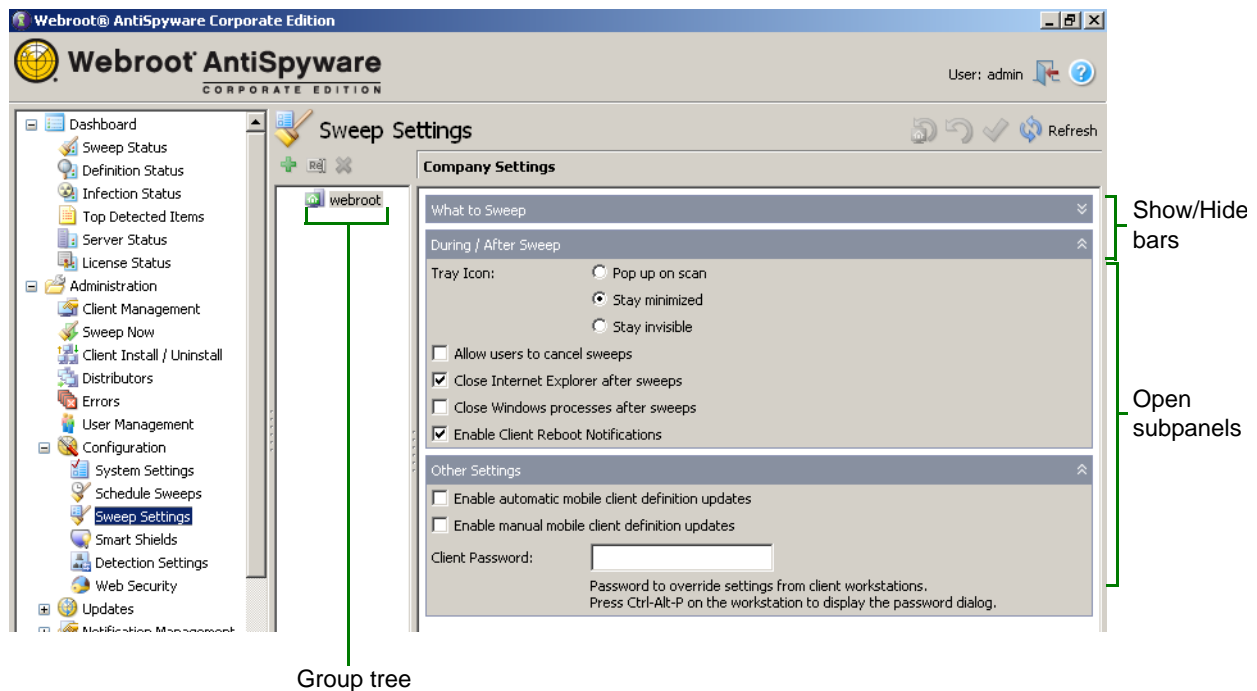 Webroot® AntiSpyware Corporate Edition
Webroot® AntiSpyware
CORPORATE EDITION
User: admin
Dashboard
Sweep Status
Definition Status
Infection Status
Top Detected Items
Server Status
License Status
Administration
Client Management
Sweep Now
Client Install / Uninstall
Distributors
Errors
User Management
Configuration
System Settings
Schedule Sweeps
Sweep Settings
Smart Shields
Detection Settings
Web Security
Updates
Notification Management
Sweep Settings
Refresh
Company Settings
webroot
What to Sweep
During / After Sweep
Tray Icon:
Pop up on scan
Stay minimized
Stay invisible
Allow users to cancel sweeps
Close Internet Explorer after sweeps
Close Windows processes after sweeps
Enable Client Reboot Notifications
Other Settings
Enable automatic mobile client definition updates
Enable manual mobile client definition updates
Client Password:
Password to override settings from client workstations.
Press Ctrl-Alt-P on the workstation to display the password dialog.
Show/Hide
bars
Open
subpanels
Group tree